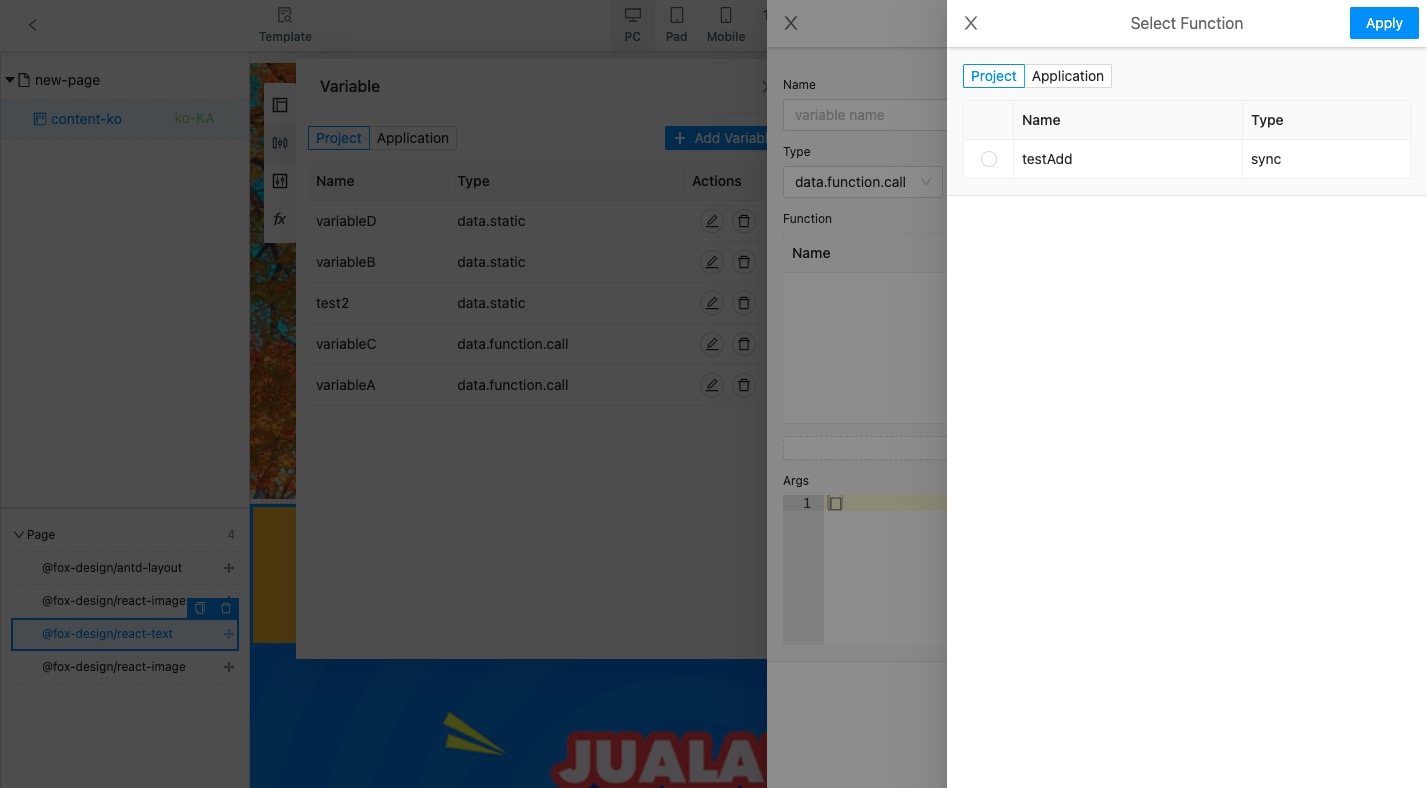 Template
PC
Pad
Mobile
new-page
content-ko
ko-KA
Variable
Project
Application
Add Variabl
Name
Type
Actions
variableD
data.static
variableB
data.static
test2
data.static
variableC
data.function.call
variableA
data.function.call
fx
Page
4
@fox-design/antd-layout
@fox-design/react-image
@fox-design/react-text
@fox-design/react-image
JUALA
Name
variable name
Type
data.function.call
Function
Name
Args
1
[]
Select Function
Apply
Project
Application
Name
Type
testAdd
sync